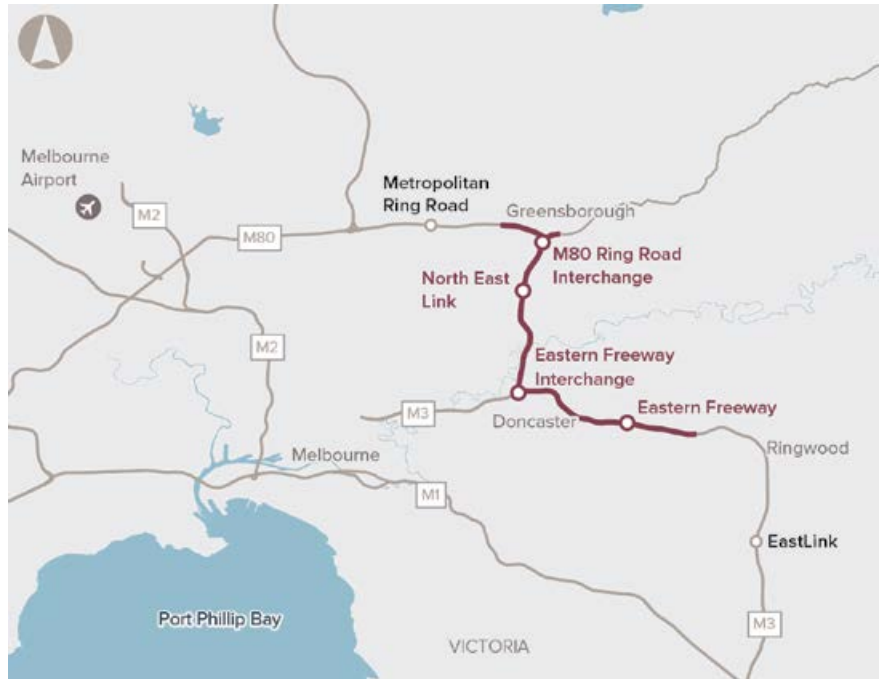 Melbourne
Airport
M2
M80
Metropolitan
Ring Road
Greensborough
M80 Ring Road
Interchange
North East
Link
M2
Eastern Freeway
Interchange
M3
Doncaster
Eastern Freeway
Ringwood
Melbourne
M1
EastLink
Port Phillip Bay
M3
VICTORIA